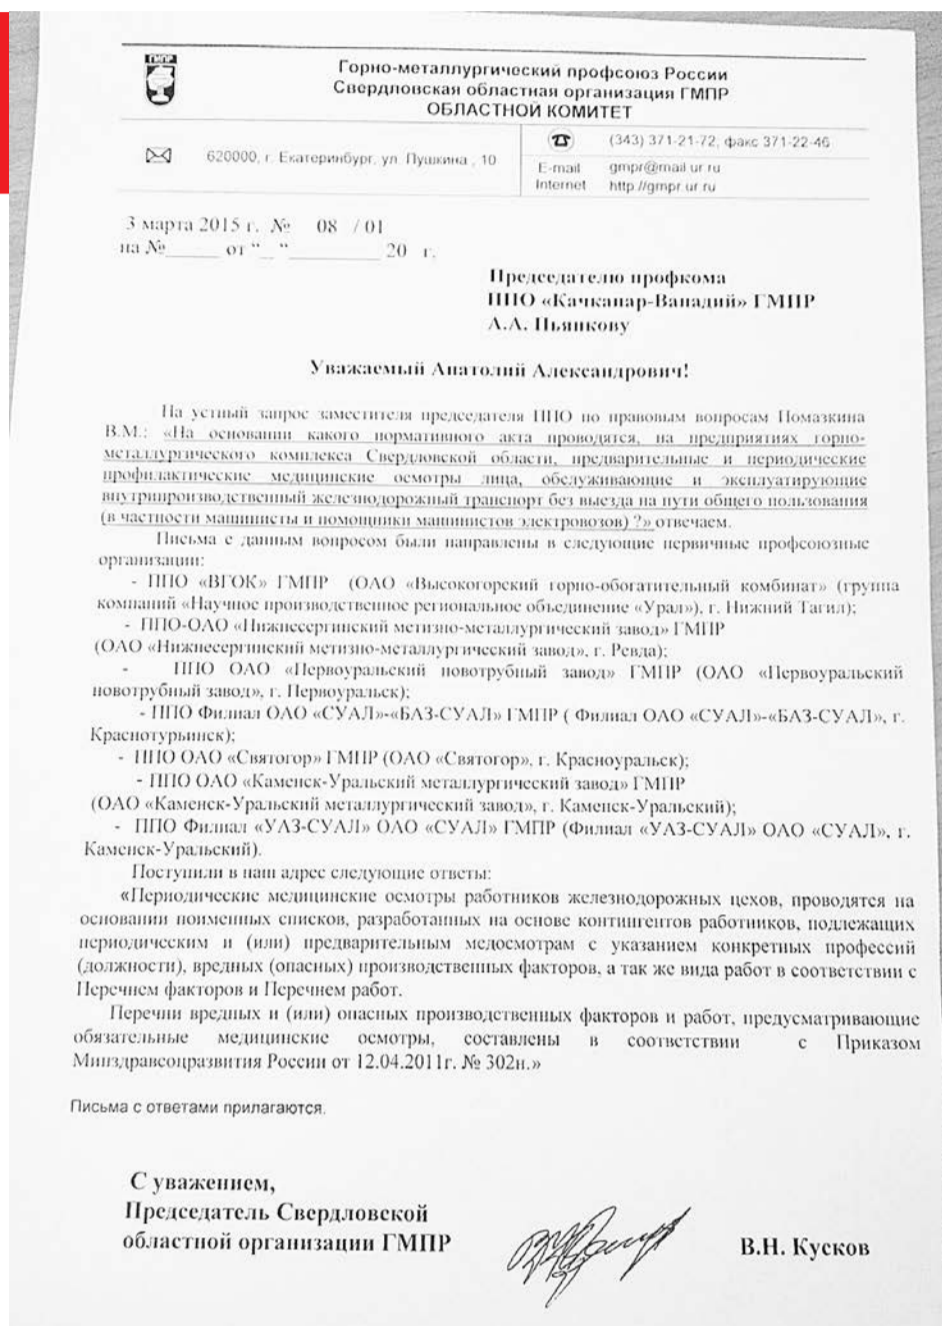 ГМПР
Горно-металлургический профсоюз России
Свердловская областная организация ГМПР
ОБЛАСТНОЙ КОМИТЕТ
620000, г. Екатеринбург, ул. Пушкина , 10
(343) 371-21-72, факс 371-22-46
E-mail gmpr@mail.ur.ru
Internet http://gmpr.ur.ru
3 марта 2015 г. № 08 / 01
на №______ от “_ “__________ 20 г.
Председателю профкома
ППО «Качканар-Ванадий» ГМПР
А.А. Пьянкову
Уважаемый Анатолий Александрович!
На устный запрос заместителя председателя ППО по правовым вопросам Помазкина
В.М.: «На основании какого нормативного акта проводятся, на предприятиях горно-
металлургического комплекса Свердловской области, предварительные и периодические
профилактические медицинские осмотры лица, обслуживающие и эксплуатирующие
внутрипроизводственный железнодорожный транспорт без выезда на пути общего пользования
(в частности машинисты и помощники машинистов электровозов) ?» отвечаем.
Письма с данным вопросом были направлены в следующие первичные профсоюзные
организации:
- ППО «ВГОК» ГМПР (ОАО «Высокогорский горно-обогатительный комбинат» (группа
компаний «Научное производственное региональное объединение «Урал»), г. Нижний Тагил);
- ППО-ОАО «Нижнесергинский метизно-металлургический завод» ГМПР
(ОАО «Нижнесергинский метизно-металлургический завод», г. Ревда);
- ППО ОАО «Первоуральский новотрубный завод» ГМПР (ОАО «Первоуральский
новотрубный завод», г. Первоуральск);
- ППО Филиал ОАО «СУАЛ»-«БАЗ-СУАЛ» ГМПР ( Филиал ОАО «СУАЛ»-«БАЗ-СУАЛ», г.
Краснотурьинск);
- ППО ОАО «Святогор» ГМПР (ОАО «Святогор», г. Красноуральск);
- ППО ОАО «Каменск-Уральский металлургический завод» ГМПР
(ОАО «Каменск-Уральский металлургический завод», г. Каменск-Уральский);
- ППО Филиал «УАЗ-СУАЛ» ОАО «СУАЛ» ГМПР (Филиал «УАЗ-СУАЛ» ОАО «СУАЛ», г.
Каменск-Уральский).
Поступили в наш адрес следующие ответы:
«Периодические медицинские осмотры работников железнодорожных цехов, проводятся на
основании поименных списков, разработанных на основе контингентов работников, подлежащих
периодическим и (или) предварительным медосмотрам с указанием конкретных профессий
(должности), вредных (опасных) производственных факторов, а так же вида работ в соответствии с
Перечнем факторов и Перечнем работ.
Перечни вредных и (или) опасных производственных факторов и работ, предусматривающие
обязательные медицинские осмотры, составлены в соответствии с Приказом
Минздравсоцразвития России от 12.04.2011г. № 302н.»
Письма с ответами прилагаются.
С уважением,
Председатель Свердловской
областной организации ГМПР
В.Н. Кусков